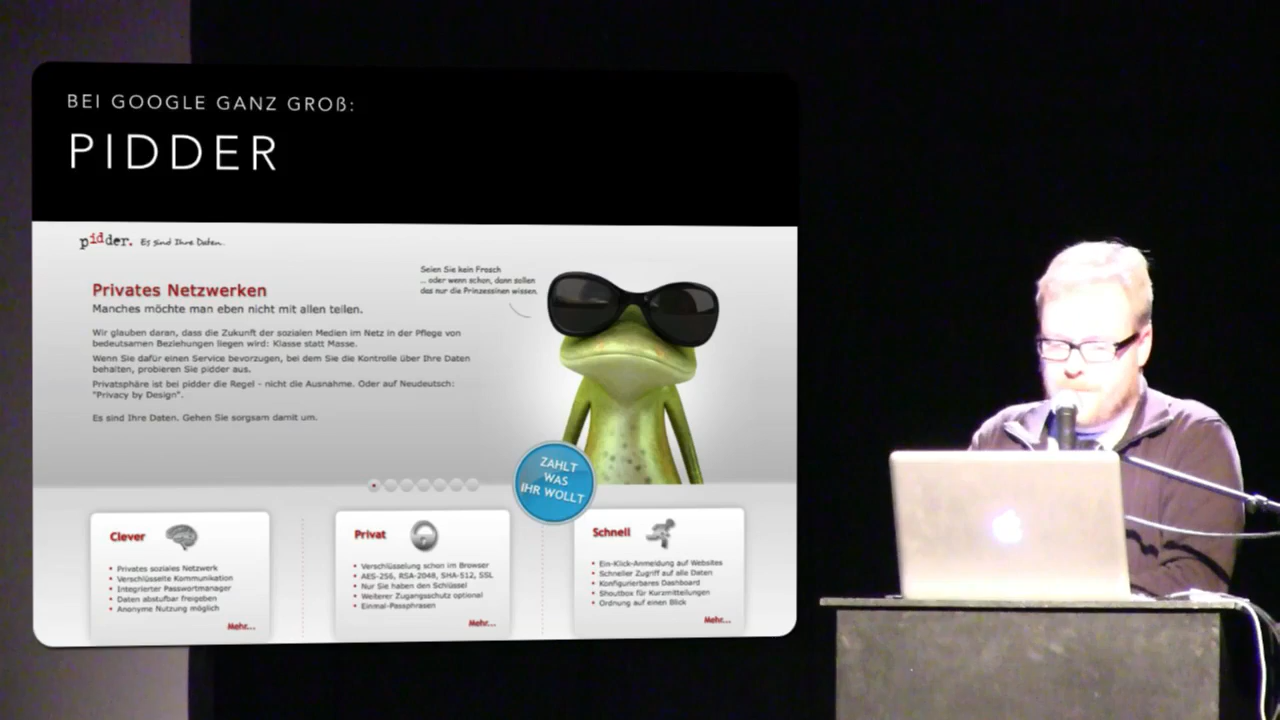 BEI GOOGLE GANZ GROß:
PIDDER
pidder. Es sind Ihre Daten.
Seien Sie kein Frosch
... oder wenn schon, dann sollen
das nur die Prinzessinen wissen.
Privates Netzwerken
Manches möchte man eben nicht mit allen teilen.
Wir glauben daran, dass die Zukunft der sozialen Medien im Netz in der Pflege von
bedeutsamen Beziehungen liegen wird: Klasse statt Masse.
Wenn Sie dafür einen Service bevorzugen, bei dem Sie die Kontrolle über Ihre Daten
behalten, probieren Sie pidder aus.
Privatsphäre ist bei pidder die Regel - nicht die Ausnahme. Oder auf Neudeutsch:
"Privacy by Design".
Es sind Ihre Daten. Gehen Sie sorgsam damit um.
ZAHLT
WAS
IHR WOLLT
Clever
Privates soziales Netzwerk
Verschlüsselte Kommunikation
Integrierter Passwortmanager
Daten abstufbar freigeben
Anonyme Nutzung möglich
Mehr...
Privat
Verschlüsselung schon im Browser
AES-256, RSA-2048, SHA-512, SSL
Nur Sie haben den Schlüssel
Weiterer Zugangsschutz optional
Einmal-Passphrasen
Mehr...
Schnell
Ein-Klick-Anmeldung auf Websites
Schneller Zugriff auf alle Daten
Konfigurierbares Dashboard
Shoutbox für Kurzmitteilungen
Ordnung auf einen Blick
Mehr...